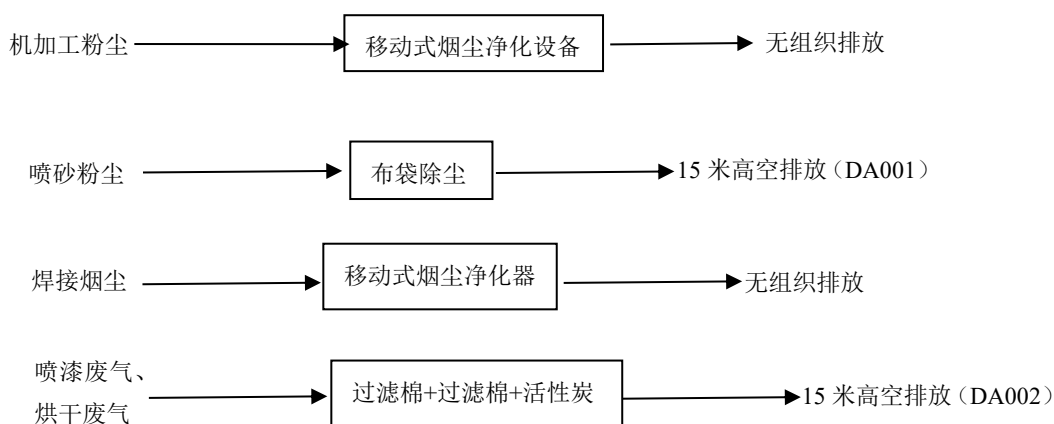 机加工粉尘 移动式烟尘净化设备 无组织排放
喷砂粉尘 布袋除尘 15 米高空排放（DA001）
焊接烟尘 移动式烟尘净化器 无组织排放
喷漆废气、
烘干废气 过滤棉+过滤棉+活性炭 15 米高空排放（DA002）